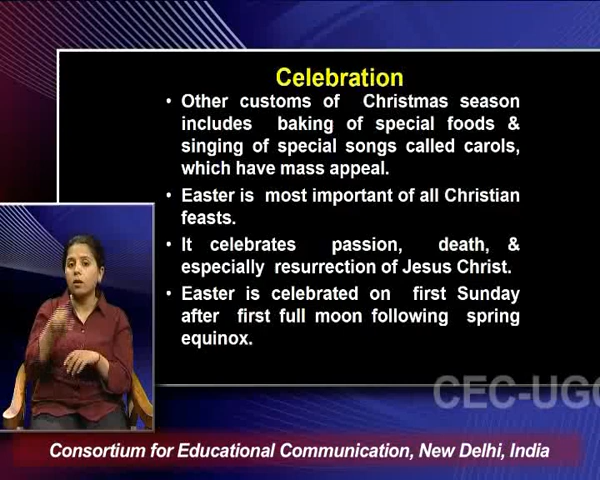 Celebration
• Other customs of Christmas season
includes baking of special foods &
singing of special songs called carols,
which have mass appeal.
• Easter is most important of all Christian
feasts.
• It celebrates passion, death, &
especially resurrection of Jesus Christ.
• Easter is celebrated on first Sunday
after first full moon following spring
equinox.
CEC-UGC
Consortium for Educational Communication, New Delhi, India